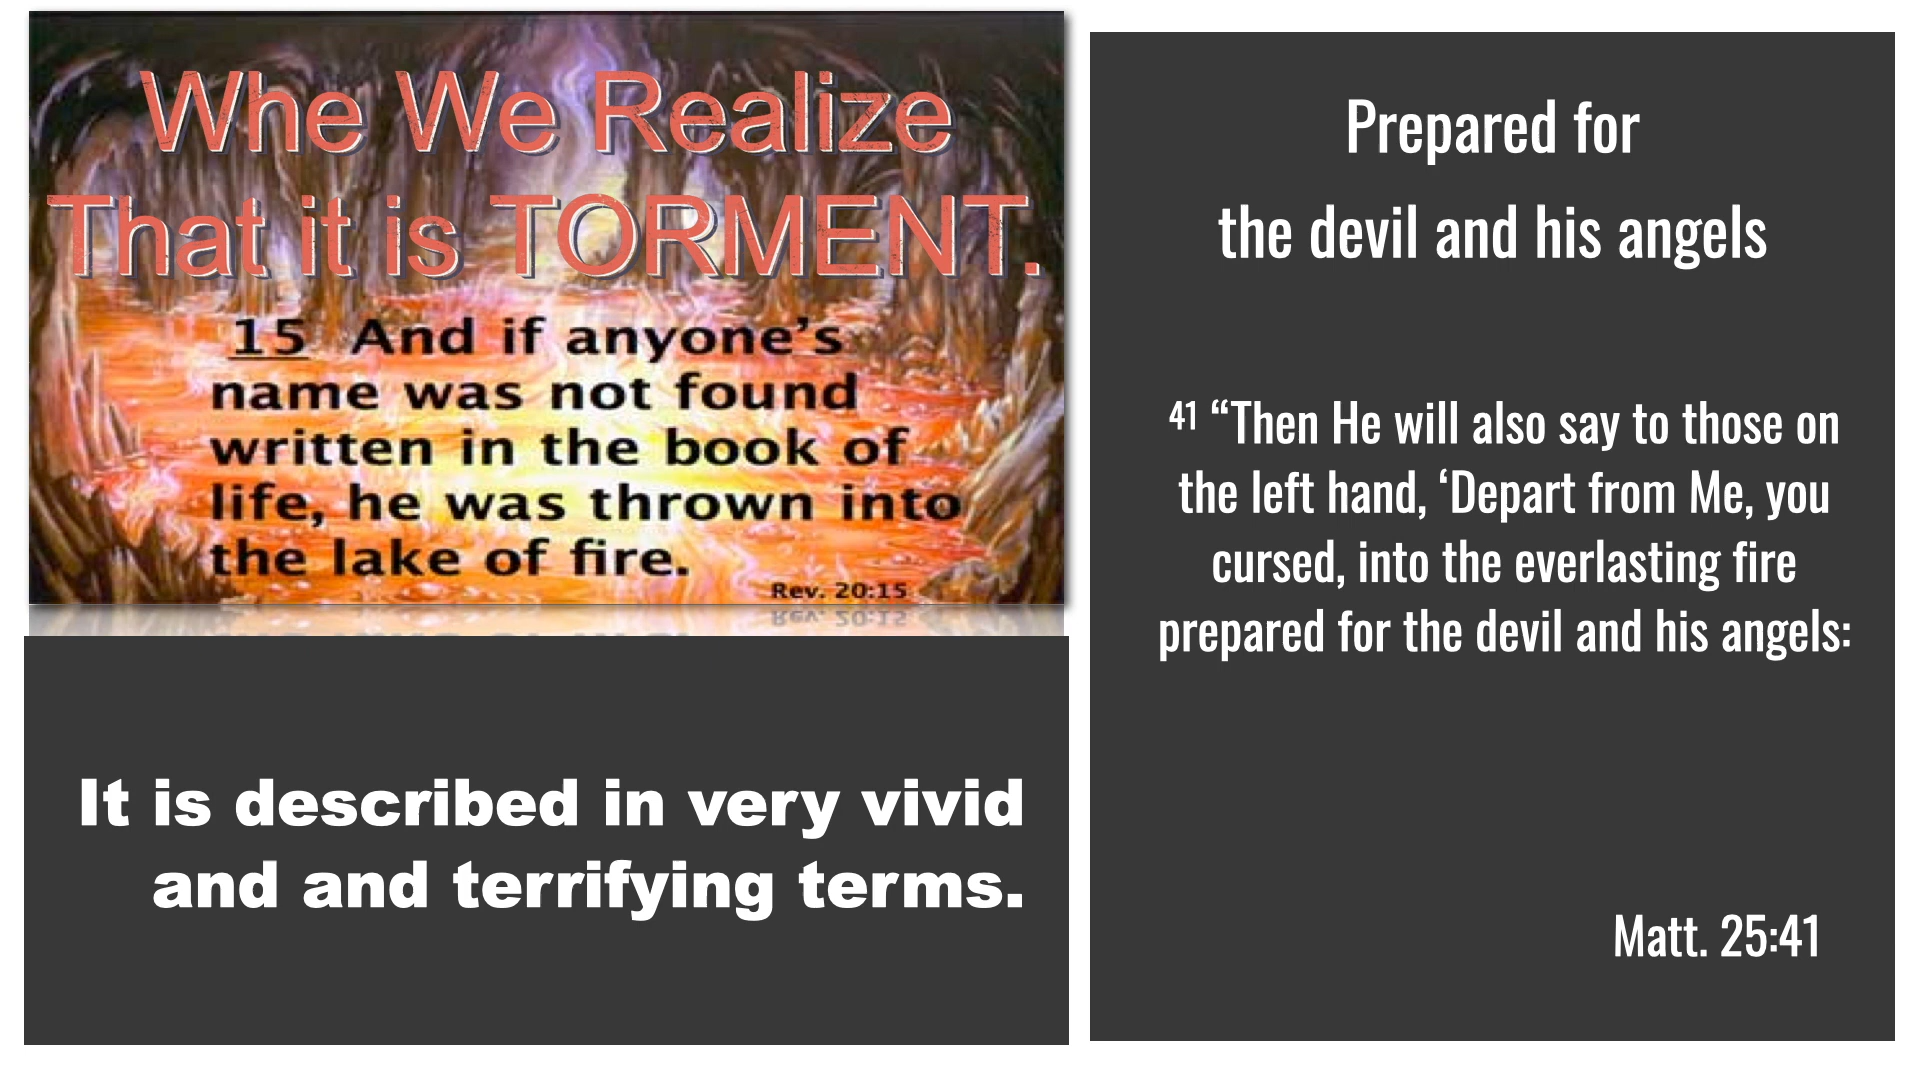 Whe We Realize
That it is TORMENT.
15 And if anyone’s
name was not found
written in the book of
life, he was thrown into
the lake of fire.
Rev. 20:15
It is described in very vivid
and and terrifying terms.
Prepared for
the devil and his angels
41 “Then He will also say to those on
the left hand, ‘Depart from Me, you
cursed, into the everlasting fire
prepared for the devil and his angels:
Matt. 25:41